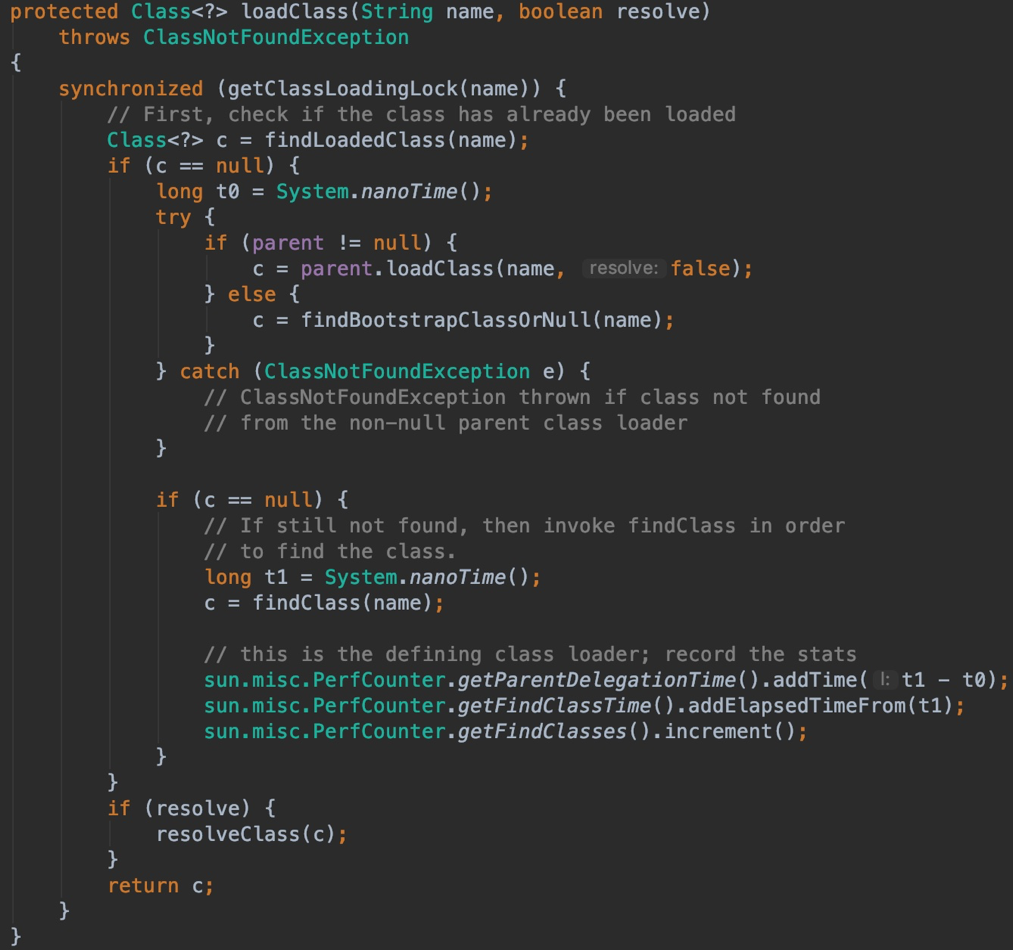 protected Class<?> loadClass(String name, boolean resolve)
    throws ClassNotFoundException
{
    synchronized (getClassLoadingLock(name)) {
        // First, check if the class has already been loaded
        Class<?> c = findLoadedClass(name);
        if (c == null) {
            long t0 = System.nanoTime();
            try {
                if (parent != null) {
                    c = parent.loadClass(name, resolve: false);
                } else {
                    c = findBootstrapClassOrNull(name);
                }
            } catch (ClassNotFoundException e) {
                // ClassNotFoundException thrown if class not found
                // from the non-null parent class loader
            }

            if (c == null) {
                // If still not found, then invoke findClass in order
                // to find the class.
                long t1 = System.nanoTime();
                c = findClass(name);

                // this is the defining class loader; record the stats
                sun.misc.PerfCounter.getParentDelegationTime().addTime( l: t1 - t0);
                sun.misc.PerfCounter.getFindClassTime().addElapsedTimeFrom(t1);
                sun.misc.PerfCounter.getFindClasses().increment();
            }
        }
        if (resolve) {
            resolveClass(c);
        }
        return c;
    }
}